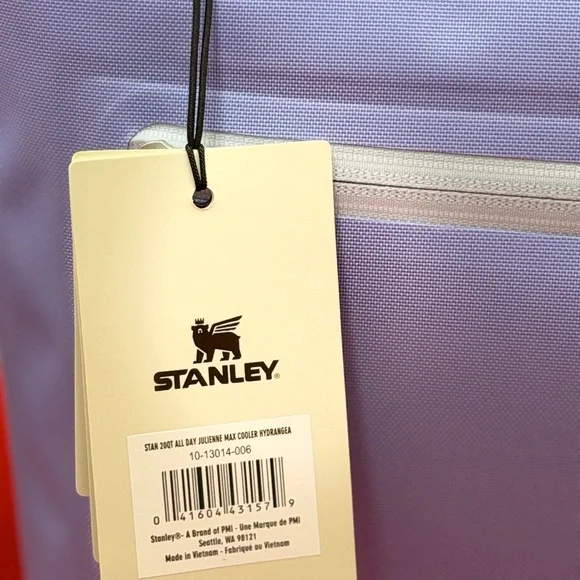 STANLEY®
STAN 20QT ALL DAY JULIENNE MAX COOLER HYDRANGEA
10-13014-006
0 41604 43157 9
Stanley®- A Brand of PMI - Une Marque de PMI
Seattle, WA 98121
Made in Vietnam - Fabriqué au Vietnam